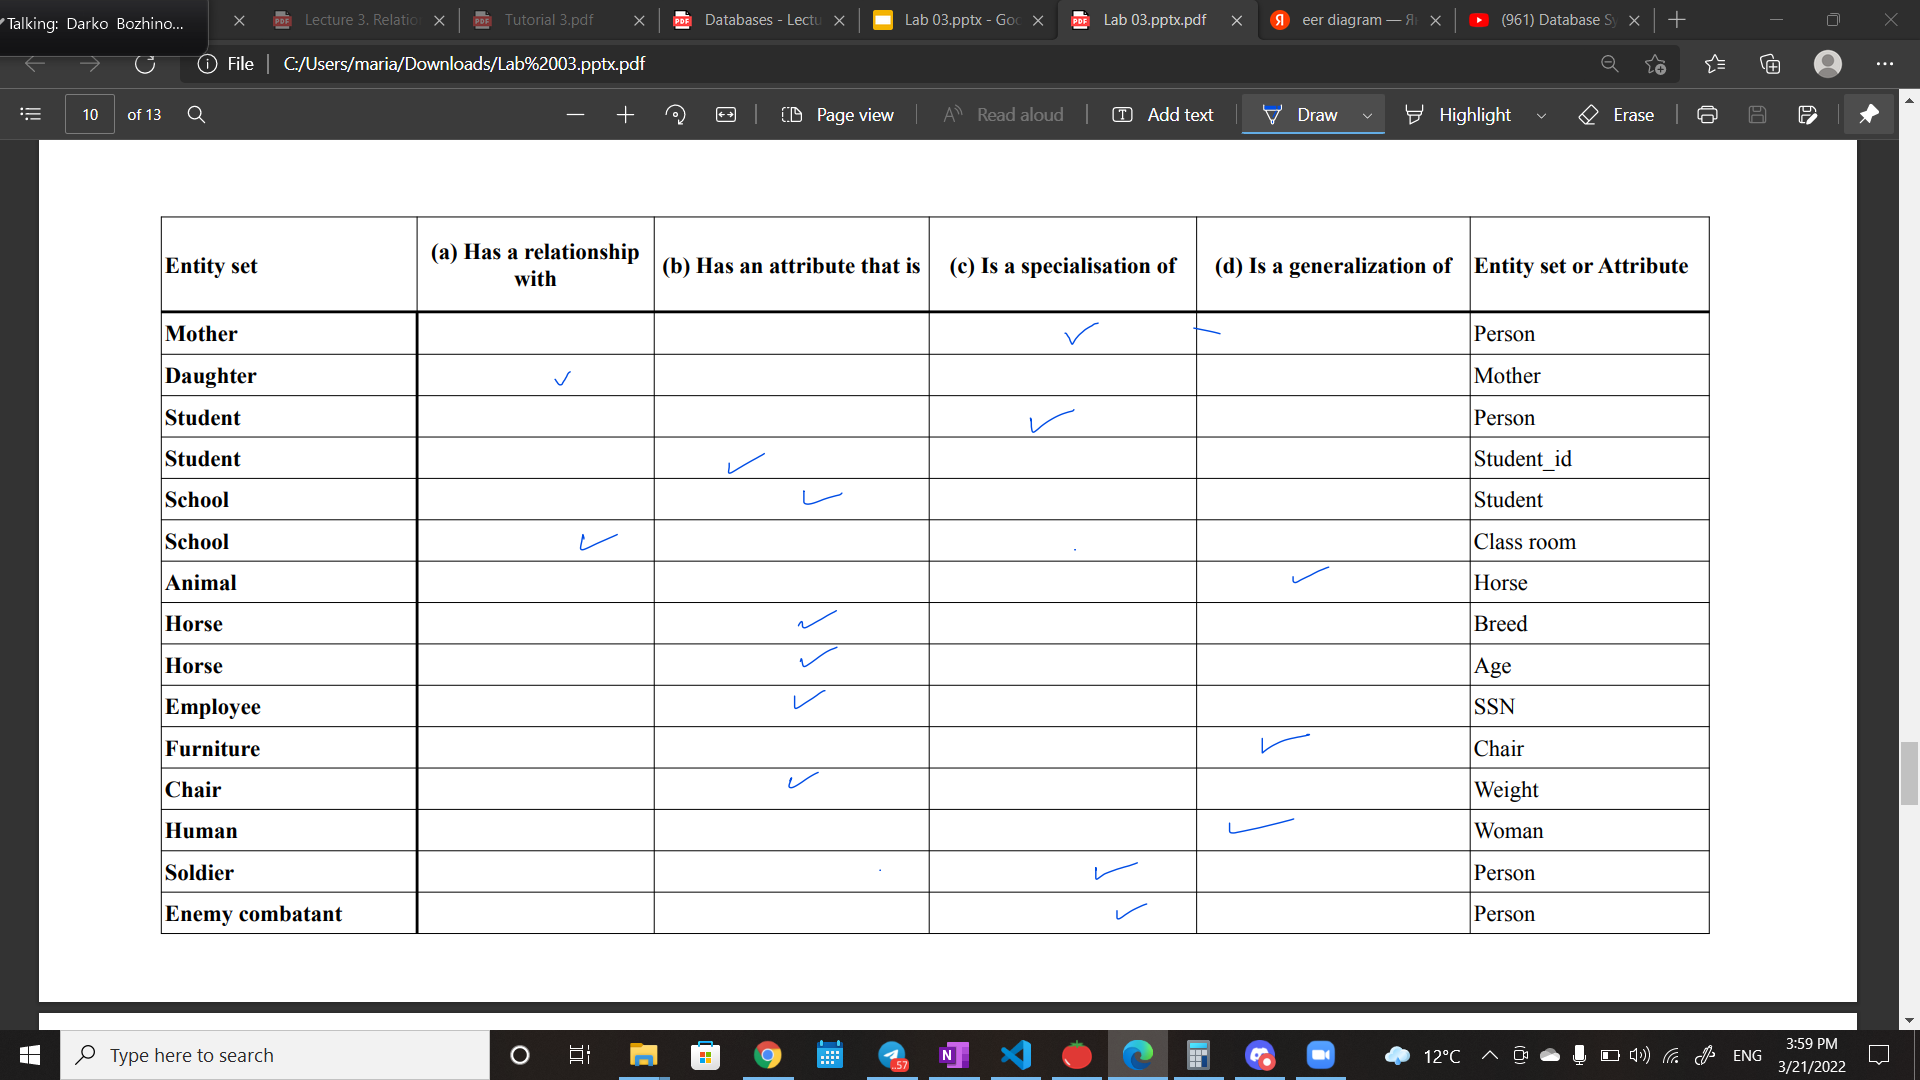 Talking: Darko Bozhino...
Lecture 3. Relatio
Tutorial 3.pdf
Databases - Lectu
Lab 03.pptx - Goo
Lab 03.pptx.pdf
eer diagram — Я
(961) Database Sy
File
C:/Users/maria/Downloads/Lab%2003.pptx.pdf
10 of 13
Page view
Read aloud
Add text
Draw
Highlight
Erase
Entity set (a) Has a relationship with (b) Has an attribute that is (c) Is a specialisation of (d) Is a generalization of Entity set or Attribute
Mother ✓ Person
Daughter ✓ Mother
Student ✓ Person
Student ✓ Student_id
School ✓ Student
School ✓ Class room
Animal ✓ Horse
Horse ✓ Breed
Horse ✓ Age
Employee ✓ SSN
Furniture ✓ Chair
Chair ✓ Weight
Human ✓ Woman
Soldier ✓ Person
Enemy combatant ✓ Person
Type here to search
57
12°C
ENG
3:59 PM
3/21/2022